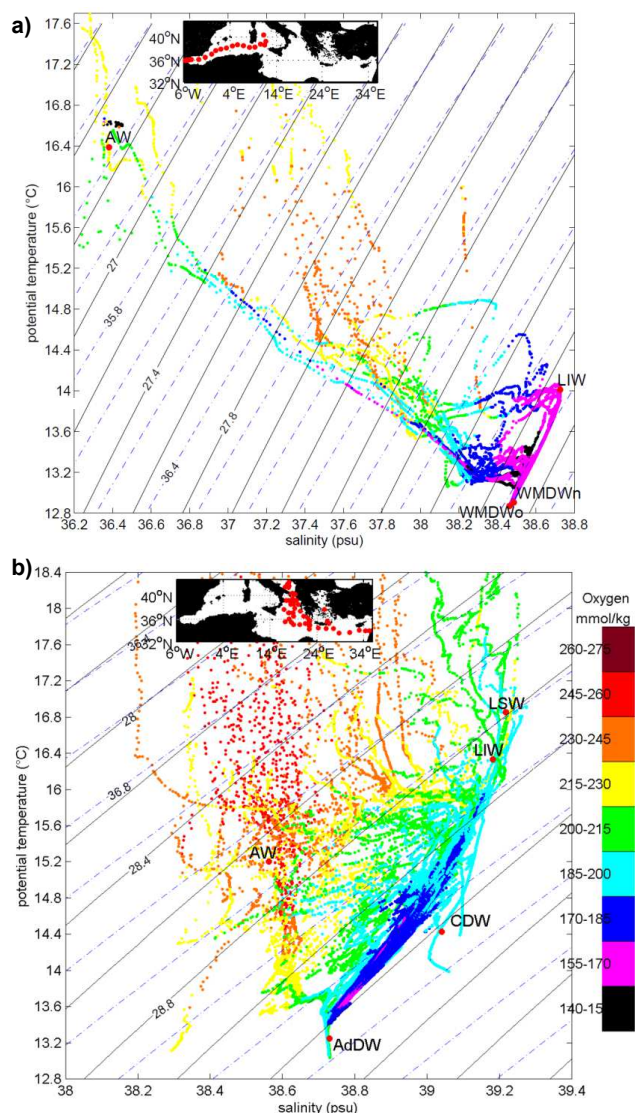 a)
17.6
17.2
16.8
16.4
16
15.6
15.2
14.8
14.4
14
13.6
13.2
12.8
potential temperature (°C)
40°N
36°N
32°N
6°W 4°E 14°E 24°E 34°E
AW
27
35.8
27.4
27.8
36.4
LIW
WMDWn
WMDWo
36.2 36.4 36.6 36.8 37 37.2 37.4 37.6 37.8 38 38.2 38.4 38.6 38.8
salinity (psu)
b)
18.4
18
17.6
17.2
16.8
16.4
16
15.6
15.2
14.8
14.4
14
13.6
13.2
12.8
potential temperature (°C)
40°N
36°N
32°N
6°W 4°E 14°E 24°E 34°E
36.4
28
36.8
28.4
28.8
LSW
LIW
AW
CDW
AdDW
38 38.2 38.4 38.6 38.8 39 39.2 39.4
salinity (psu)
Oxygen
mmol/kg
260-275
245-260
230-245
215-230
200-215
185-200
170-185
155-170